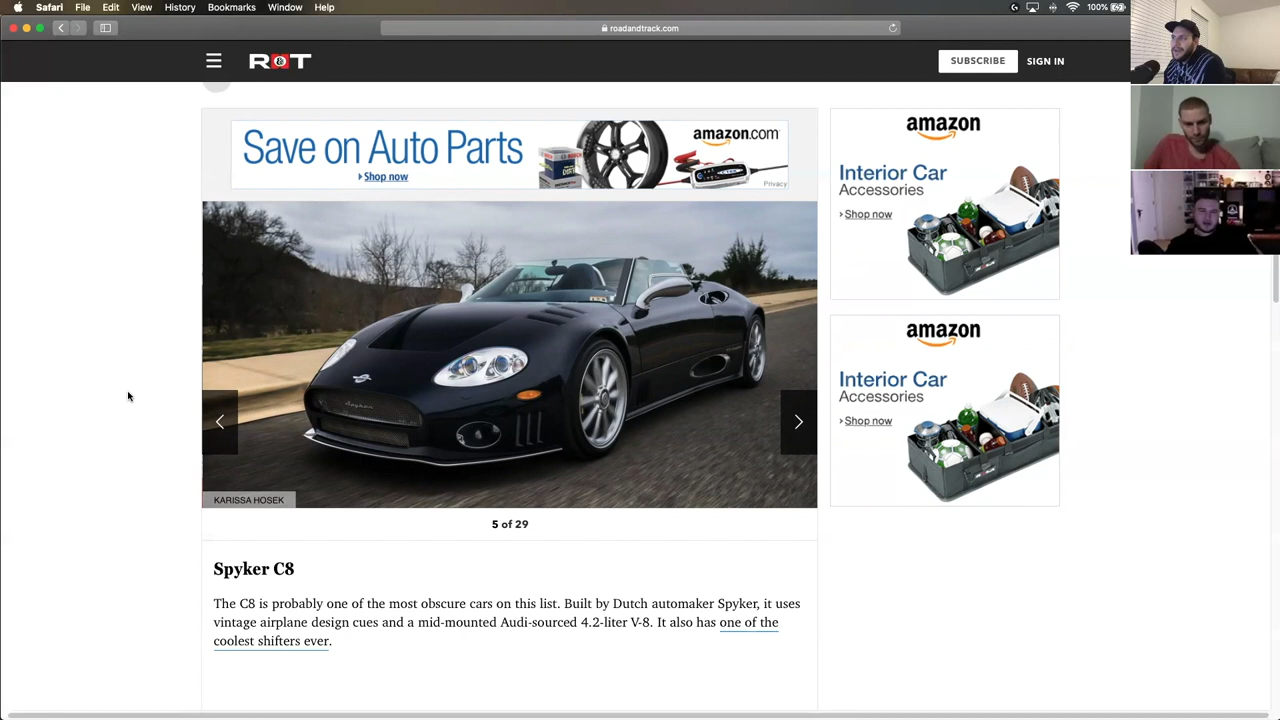 Safari File Edit View History Bookmarks Window Help
100%
roadandtrack.com
R&T
SUBSCRIBE
SIGN IN
Save on Auto Parts
Shop now
amazon.com
Privacy
amazon
Interior Car
Accessories
Shop now
Spyker
KARISSA HOSEK
amazon
Interior Car
Accessories
Shop now
5 of 29
Spyker C8
The C8 is probably one of the most obscure cars on this list. Built by Dutch automaker Spyker, it uses
vintage airplane design cues and a mid-mounted Audi-sourced 4.2-liter V-8. It also has one of the
coolest shifters ever.